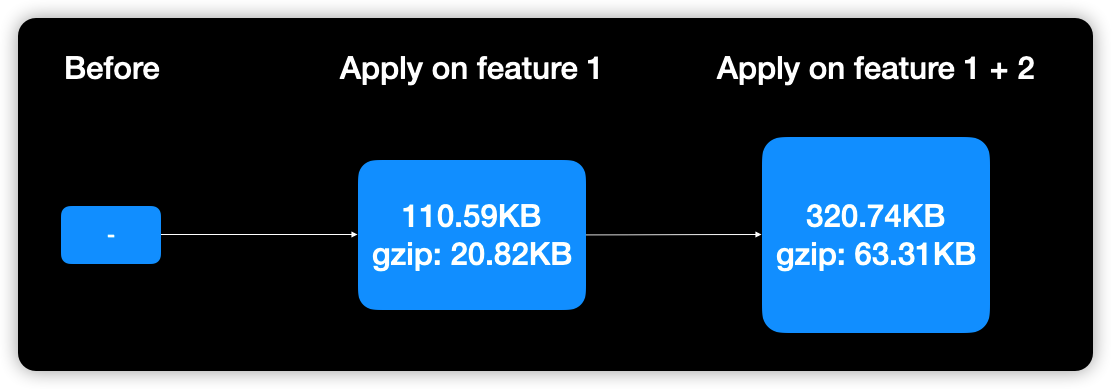 Before
Apply on feature 1
Apply on feature 1 + 2
-
110.59KB
gzip: 20.82KB
320.74KB
gzip: 63.31KB